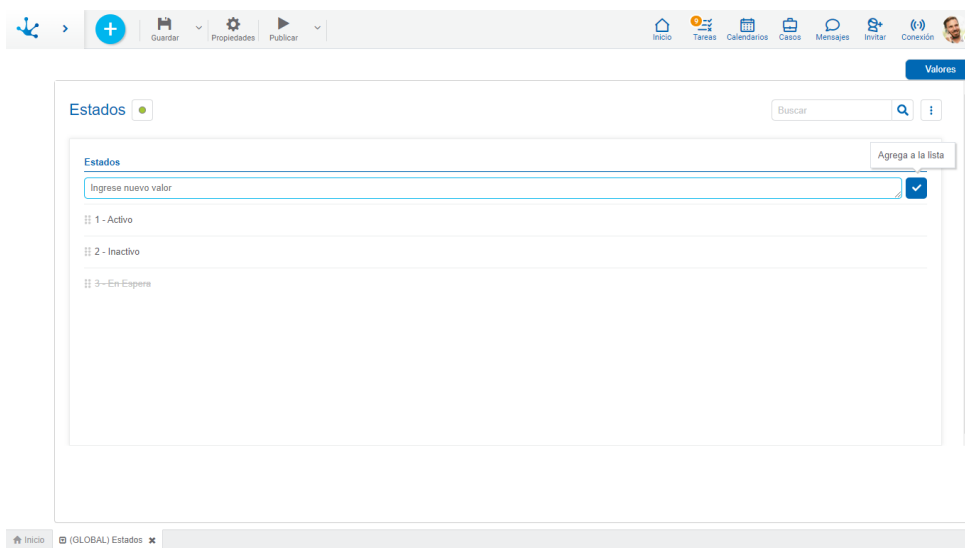 Guardar
Propiedades
Publicar
Inicio
9
Tareas
Calendarios
Casos
Mensajes
Invitar
Conexión
Valores
Estados
Buscar
Agrega a la lista
Estados
Ingrese nuevo valor
1 - Activo
2 - Inactivo
3 - En Espera
Inicio
(GLOBAL) Estados